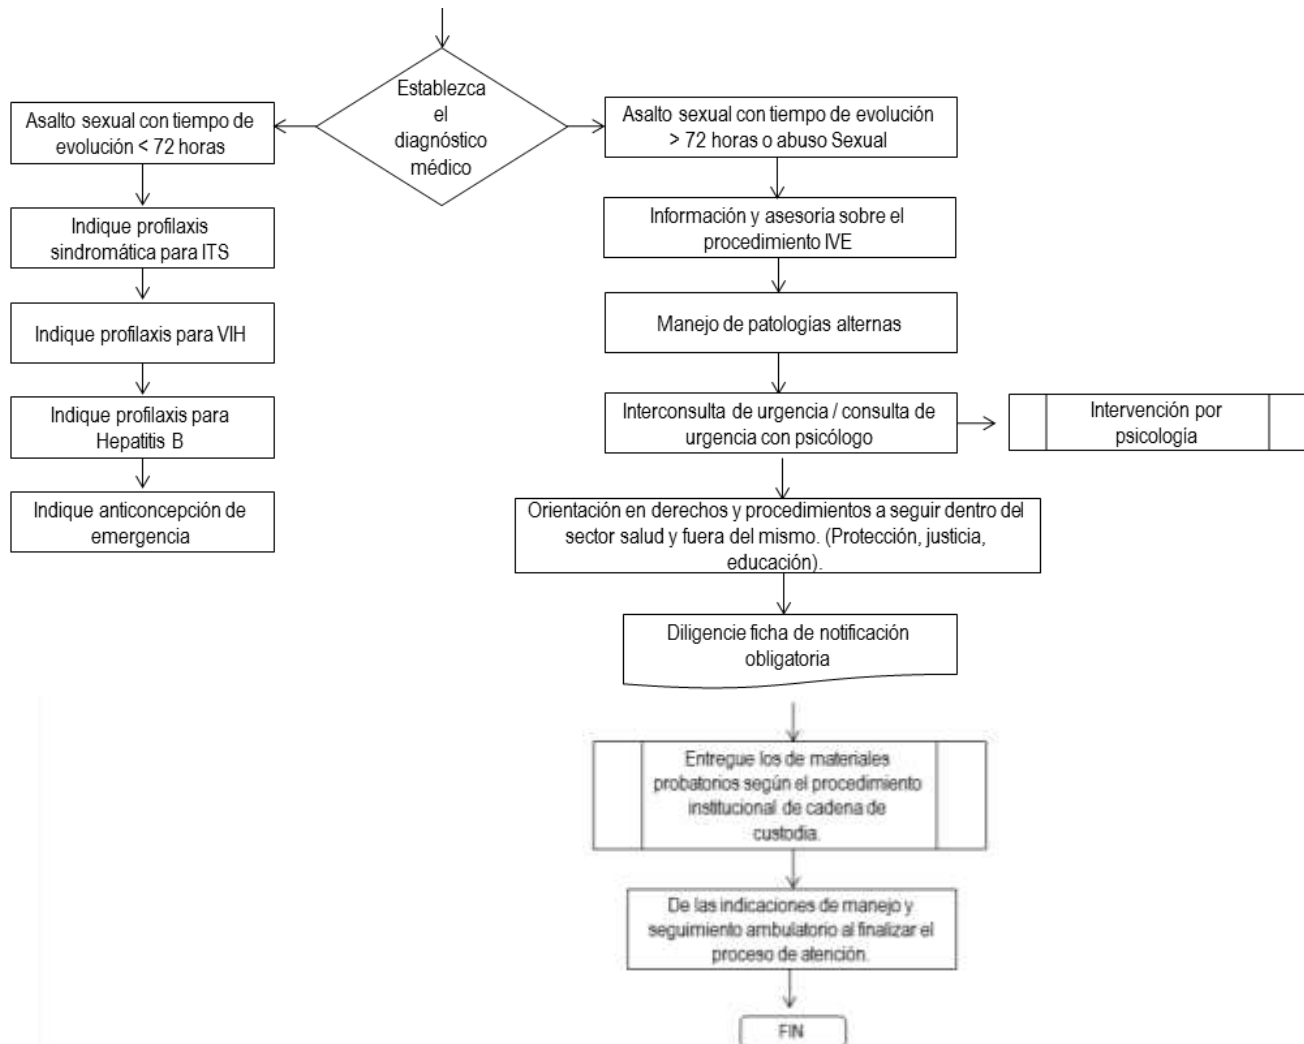 Establezca
el
diagnóstico
médico
Asalto sexual con tiempo de
evolución < 72 horas
Indique profilaxis
sindromática para ITS
Indique profilaxis para VIH
Indique profilaxis para
Hepatitis B
Indique anticoncepción de
emergencia
Asalto sexual con tiempo de evolución
> 72 horas o abuso Sexual
Información y asesoría sobre el
procedimiento IVE
Manejo de patologías alternas
Interconsulta de urgencia / consulta de
urgencia con psicólogo
Intervención por
psicología
Orientación en derechos y procedimientos a seguir dentro del
sector salud y fuera del mismo. (Protección, justicia,
educación).
Diligencie ficha de notificación
obligatoria
Entregue los de materiales
probatorios según el procedimiento
institucional de cadena de
custodia.
De las indicaciones de manejo y
seguimiento ambulatorio al finalizar el
proceso de atención.
FIN